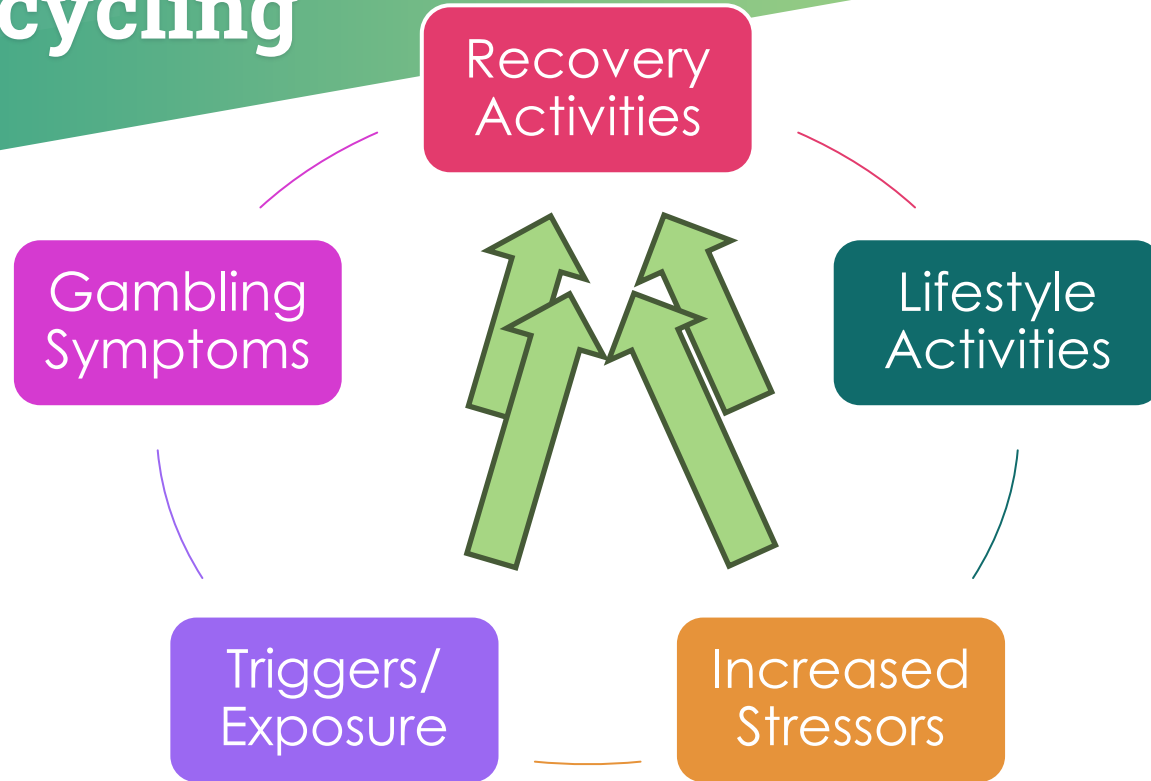 cycling
Recovery
Activities
Lifestyle
Activities
Increased
Stressors
Triggers/
Exposure
Gambling
Symptoms